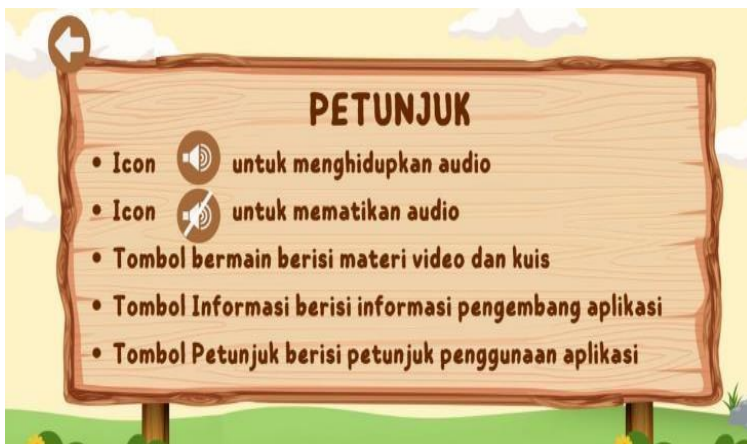 PETUNJUK
• Icon untuk menghidupkan audio
• Icon untuk mematikan audio
• Tombol bermain berisi materi video dan kuis
• Tombol Informasi berisi informasi pengembang aplikasi
• Tombol Petunjuk berisi petunjuk penggunaan aplikasi